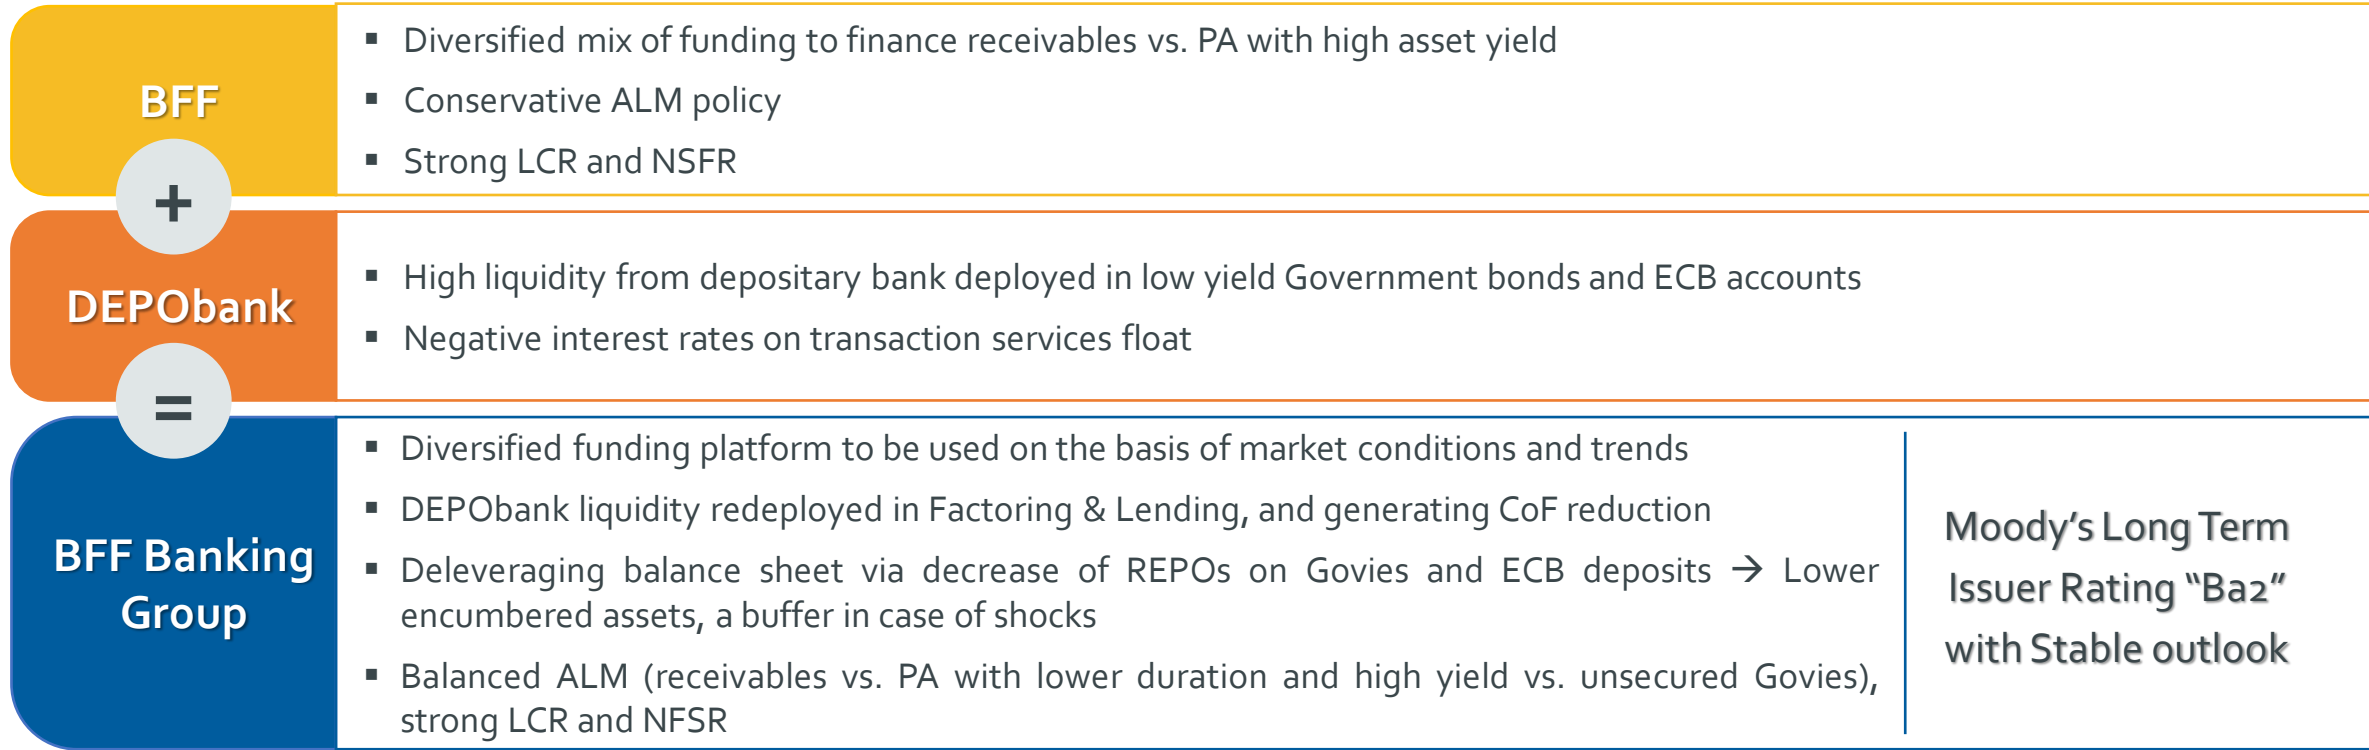 BFF
▪ Diversified mix of funding to finance receivables vs. PA with high asset yield
▪ Conservative ALM policy
▪ Strong LCR and NSFR
+
DEPObank
▪ High liquidity from depositary bank deployed in low yield Government bonds and ECB accounts
▪ Negative interest rates on transaction services float
=
BFF Banking
Group
▪ Diversified funding platform to be used on the basis of market conditions and trends
▪ DEPObank liquidity redeployed in Factoring & Lending, and generating CoF reduction
▪ Deleveraging balance sheet via decrease of REPOs on Govies and ECB deposits → Lower
encumbered assets, a buffer in case of shocks
▪ Balanced ALM (receivables vs. PA with lower duration and high yield vs. unsecured Govies),
strong LCR and NFSR
Moody’s Long Term
Issuer Rating “Ba2”
with Stable outlook